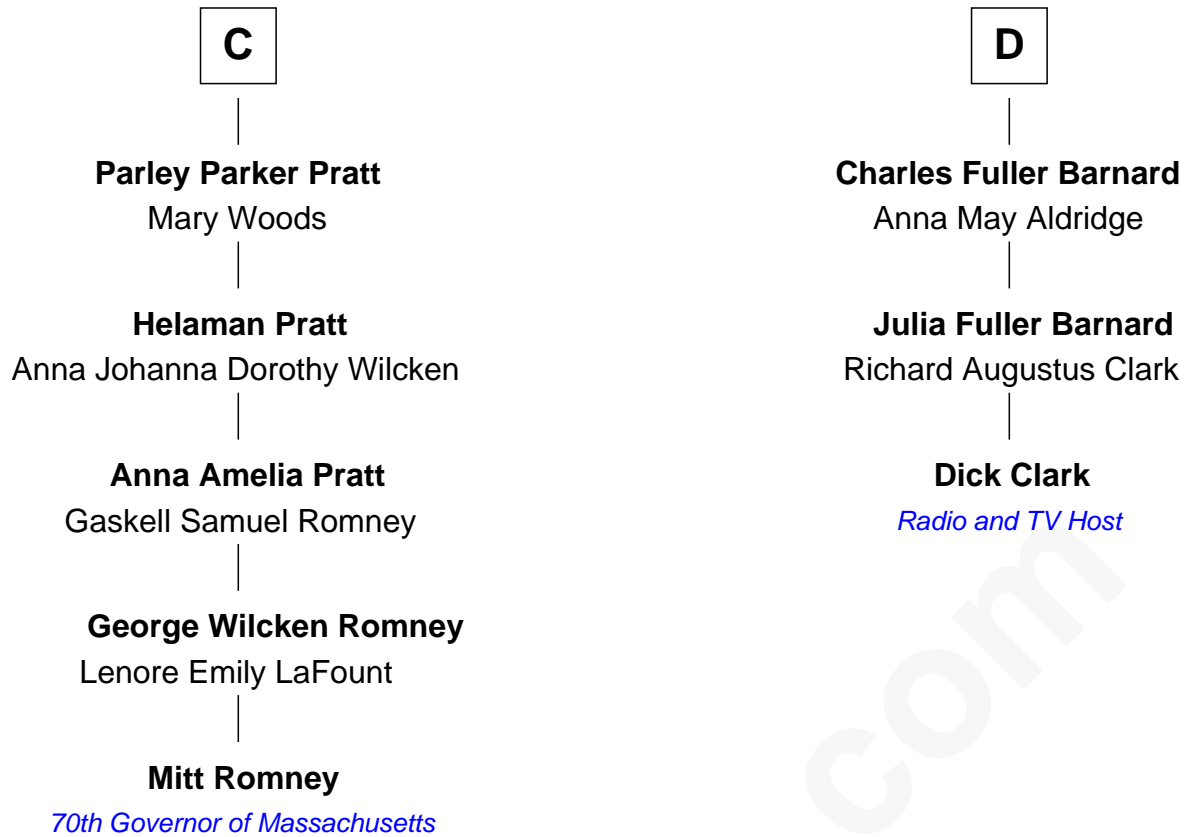 C
Parley Parker Pratt
Mary Woods
Helaman Pratt
Anna Johanna Dorothy Wilcken
Anna Amelia Pratt
Gaskell Samuel Romney
George Wilcken Romney
Lenore Emily LaFount
Mitt Romney
70th Governor of Massachusetts
D
Charles Fuller Barnard
Anna May Aldridge
Julia Fuller Barnard
Richard Augustus Clark
Dick Clark
Radio and TV Host
com